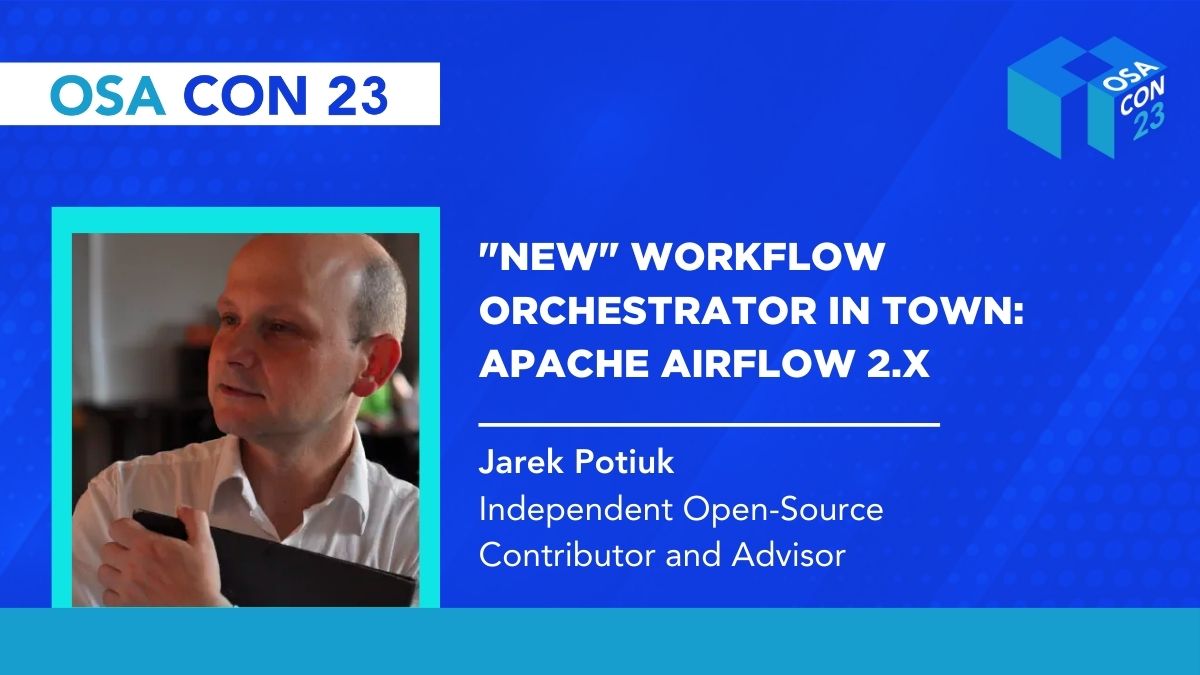 OSA CON 23
OSA
CON
23
"NEW" WORKFLOW
ORCHESTRATOR IN TOWN:
APACHE AIRFLOW 2.X
Jarek Potiuk
Independent Open-Source
Contributor and Advisor